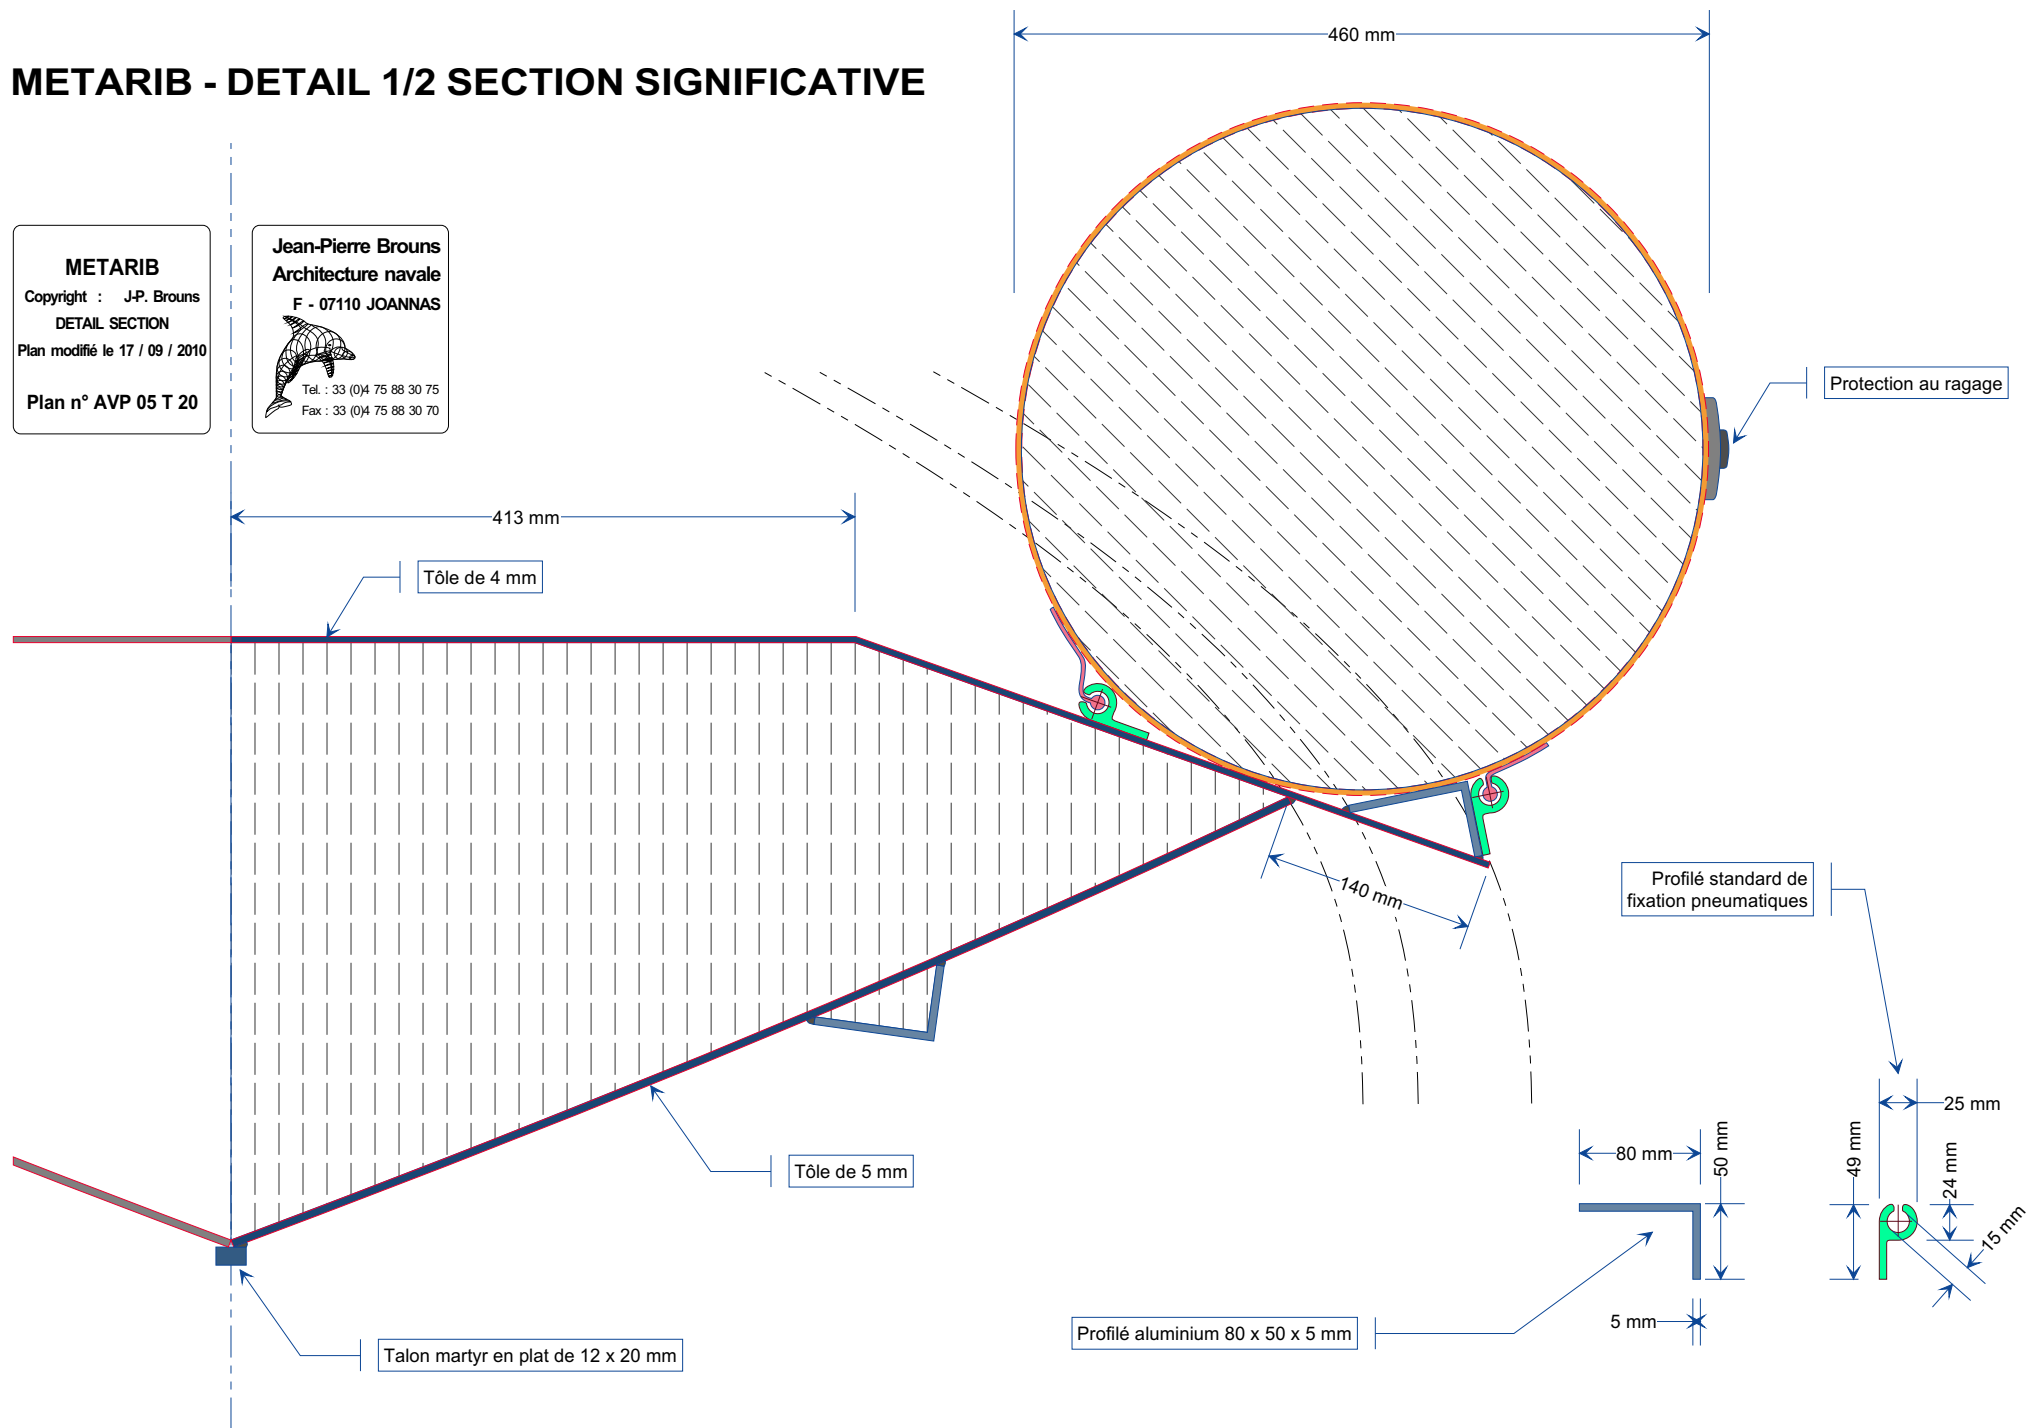 METARIB - DETAIL 1/2 SECTION SIGNIFICATIVE
460 mm
METARIB
Copyright : J-P. Brouns
DETAIL SECTION
Plan modifié le 17 / 09 / 2010
Plan n° AVP 05 T 20
Jean-Pierre Brouns
Architecture navale
F - 07110 JOANNAS
Tel. : 33 (0)4 75 88 30 75
Fax : 33 (0)4 75 88 30 70
Protection au ragage
413 mm
Tôle de 4 mm
140 mm
Profilé standard de
fixation pneumatiques
25 mm
80 mm
50 mm
49 mm
24 mm
15 mm
Tôle de 5 mm
5 mm
Profilé aluminium 80 x 50 x 5 mm
Talon martyr en plat de 12 x 20 mm